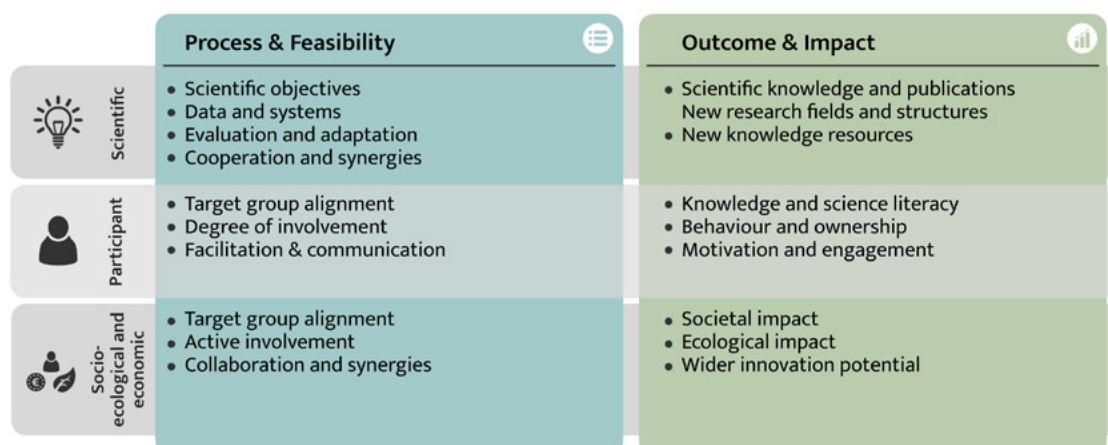 Process & Feasibility
Outcome & Impact
Scientific
• Scientific objectives
• Data and systems
• Evaluation and adaptation
• Cooperation and synergies
• Scientific knowledge and publications
New research fields and structures
• New knowledge resources
Participant
• Target group alignment
• Degree of involvement
• Facilitation & communication
• Knowledge and science literacy
• Behaviour and ownership
• Motivation and engagement
Socio-
ecological and
economic
• Target group alignment
• Active involvement
• Collaboration and synergies
• Societal impact
• Ecological impact
• Wider innovation potential